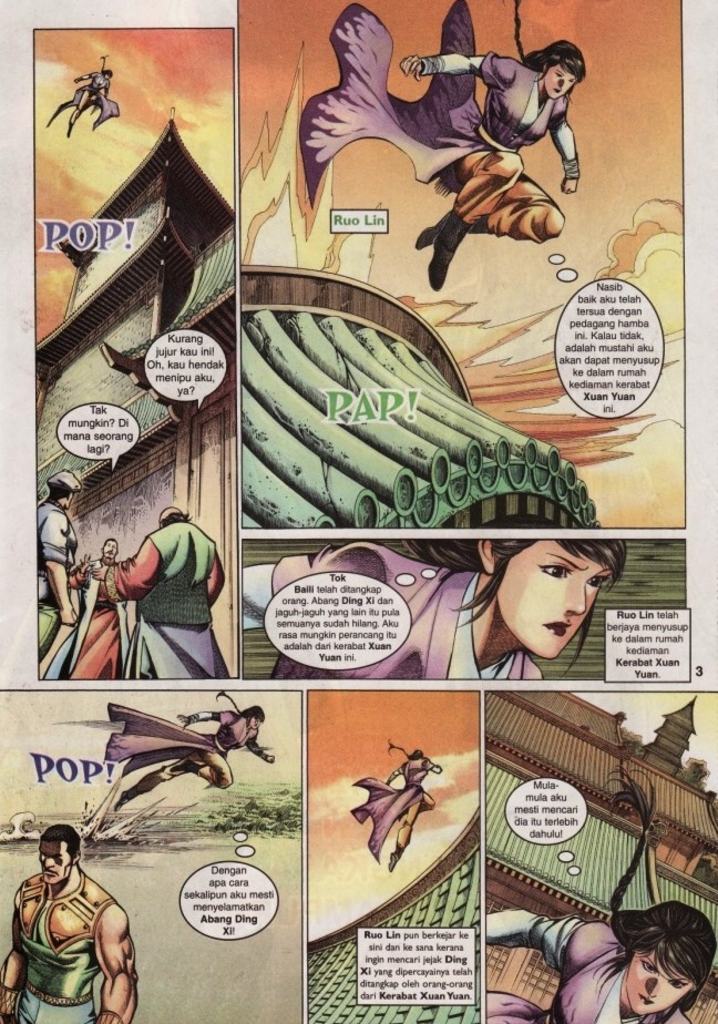 POP!
Kurang
jujur kau ini!
Oh, kau hendak
menipu aku,
ya?
Tak
mungkin? Di
mana seorang
lagi?
Ruo Lin
Nasib
baik aku telah
tersua dengan
pedagang hamba
ini. Kalau tidak,
adalah mustahi aku
akan dapat menyusup
ke dalam rumah
kediaman kerabat
Xuan Yuan
ini.
PAP!
Tok
Baili telah ditangkap
orang. Abang Ding Xi dan
jaguh-jaguh yang lain itu pula
semuanya sudah hilang. Aku
rasa mungkin perancang itu
adalah dari kerabat Xuan
Yuan ini.
Ruo Lin telah
berjaya menyusup
ke dalam rumah
kediaman
Kerabat Xuan
Yuan.
3
POP!
Dengan
apa cara
sekalipun aku mesti
menyelamatkan
Abang Ding
Xi!
Ruo Lin pun berkejar ke
sini dan ke sana kerana
ingin mencari jejak Ding
Xi yang dipercayainya telah
ditangkap oleh orang-orang
dari Kerabat Xuan Yuan.
Mula-
mula aku
mesti mencari
dia itu terlebih
dahulu!